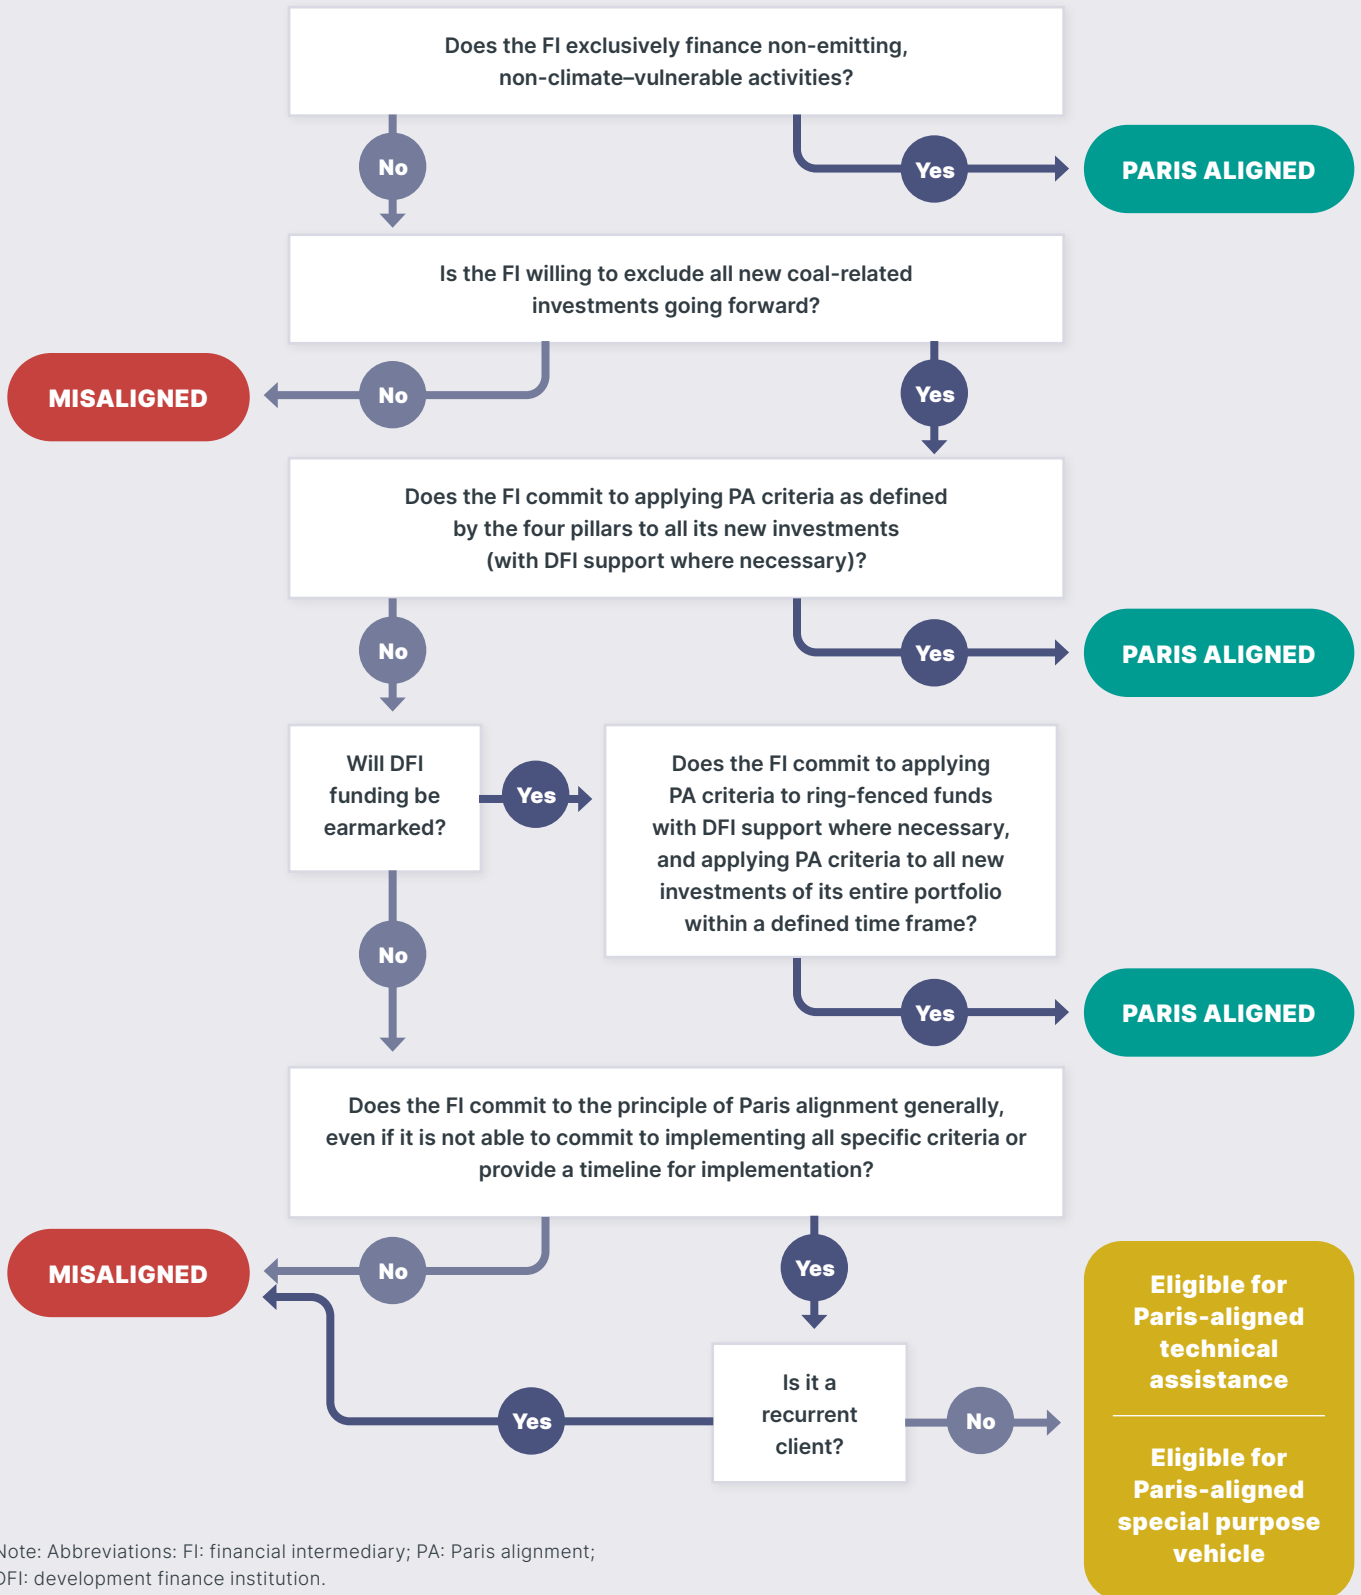 Does the FI exclusively finance non-emitting,
non-climate–vulnerable activities?
No
Yes
PARIS ALIGNED
Is the FI willing to exclude all new coal-related
investments going forward?
MISALIGNED
No
Yes
Does the FI commit to applying PA criteria as defined
by the four pillars to all its new investments
(with DFI support where necessary)?
No
Yes
PARIS ALIGNED
Will DFI
funding be
earmarked?
Yes
Does the FI commit to applying
PA criteria to ring-fenced funds
with DFI support where necessary,
and applying PA criteria to all new
investments of its entire portfolio
within a defined time frame?
No
Yes
PARIS ALIGNED
Does the FI commit to the principle of Paris alignment generally,
even if it is not able to commit to implementing all specific criteria or
provide a timeline for implementation?
MISALIGNED
No
Yes
Is it a
recurrent
client?
Yes
No
Eligible for
Paris-aligned
technical
assistance
Eligible for
Paris-aligned
special purpose
vehicle
Note: Abbreviations: FI: financial intermediary; PA: Paris alignment;
DFI: development finance institution.